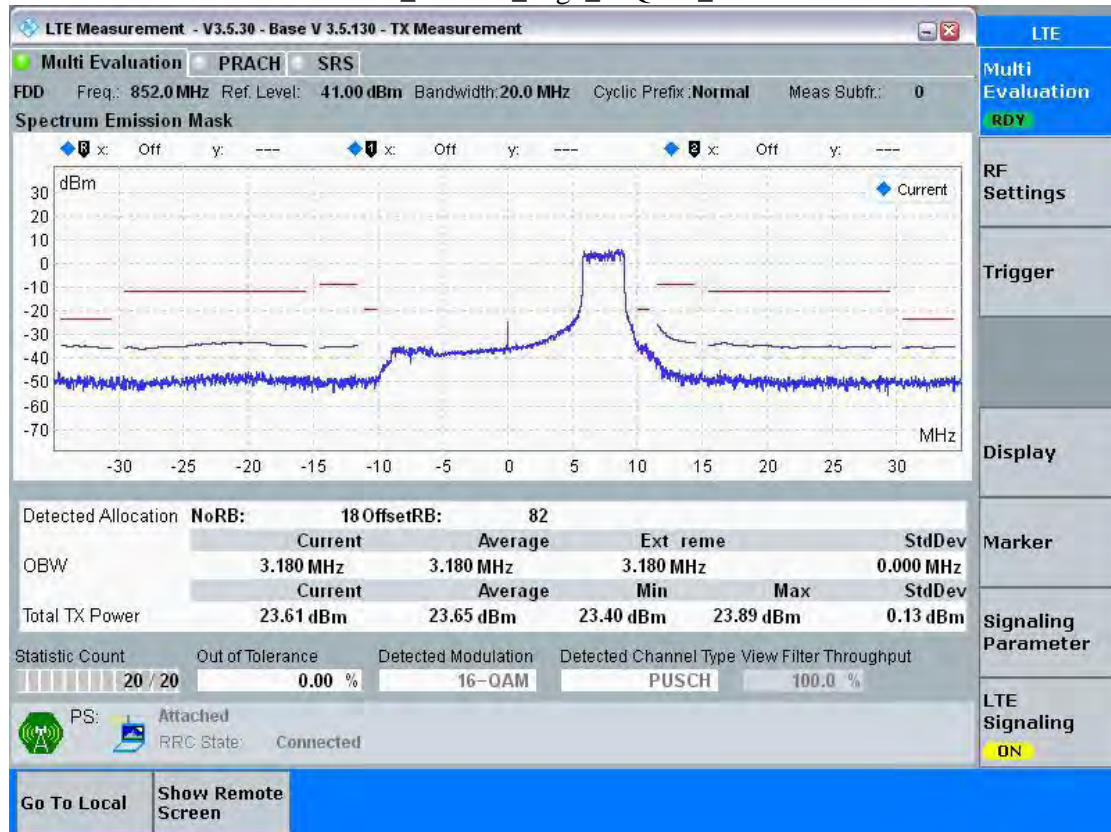 LTE Measurement - V3.5.30 - Base V 3.5.130 - TX Measurement
LTE
Multi Evaluation PRACH SRS
Multi Evaluation
RDY
FDD Freq.: 852.0 MHz Ref. Level: 41.00 dBm Bandwidth: 20.0 MHz Cyclic Prefix : Normal Meas Subfr.: 0
Spectrum Emission Mask
R x: Off y: --- 1 x: Off y: --- 2 x: Off y: ---
dBm
Current
30
20
10
0
-10
-20
-30
-40
-50
-60
-70
MHz
-30 -25 -20 -15 -10 -5 0 5 10 15 20 25 30
RF Settings
Trigger
Display
Marker
Signaling Parameter
LTE Signaling
ON
Detected Allocation NoRB: 18 OffsetRB: 82
Current Average Ext reme StdDev
OBW 3.180 MHz 3.180 MHz 3.180 MHz 0.000 MHz
Current Average Min Max StdDev
Total TX Power 23.61 dBm 23.65 dBm 23.40 dBm 23.89 dBm 0.13 dBm
Statistic Count Out of Tolerance Detected Modulation Detected Channel Type View Filter Throughput
20 / 20 0.00 % 16-QAM PUSCH 100.0 %
PS: Attached
RRC State: Connected
Go To Local Show Remote Screen